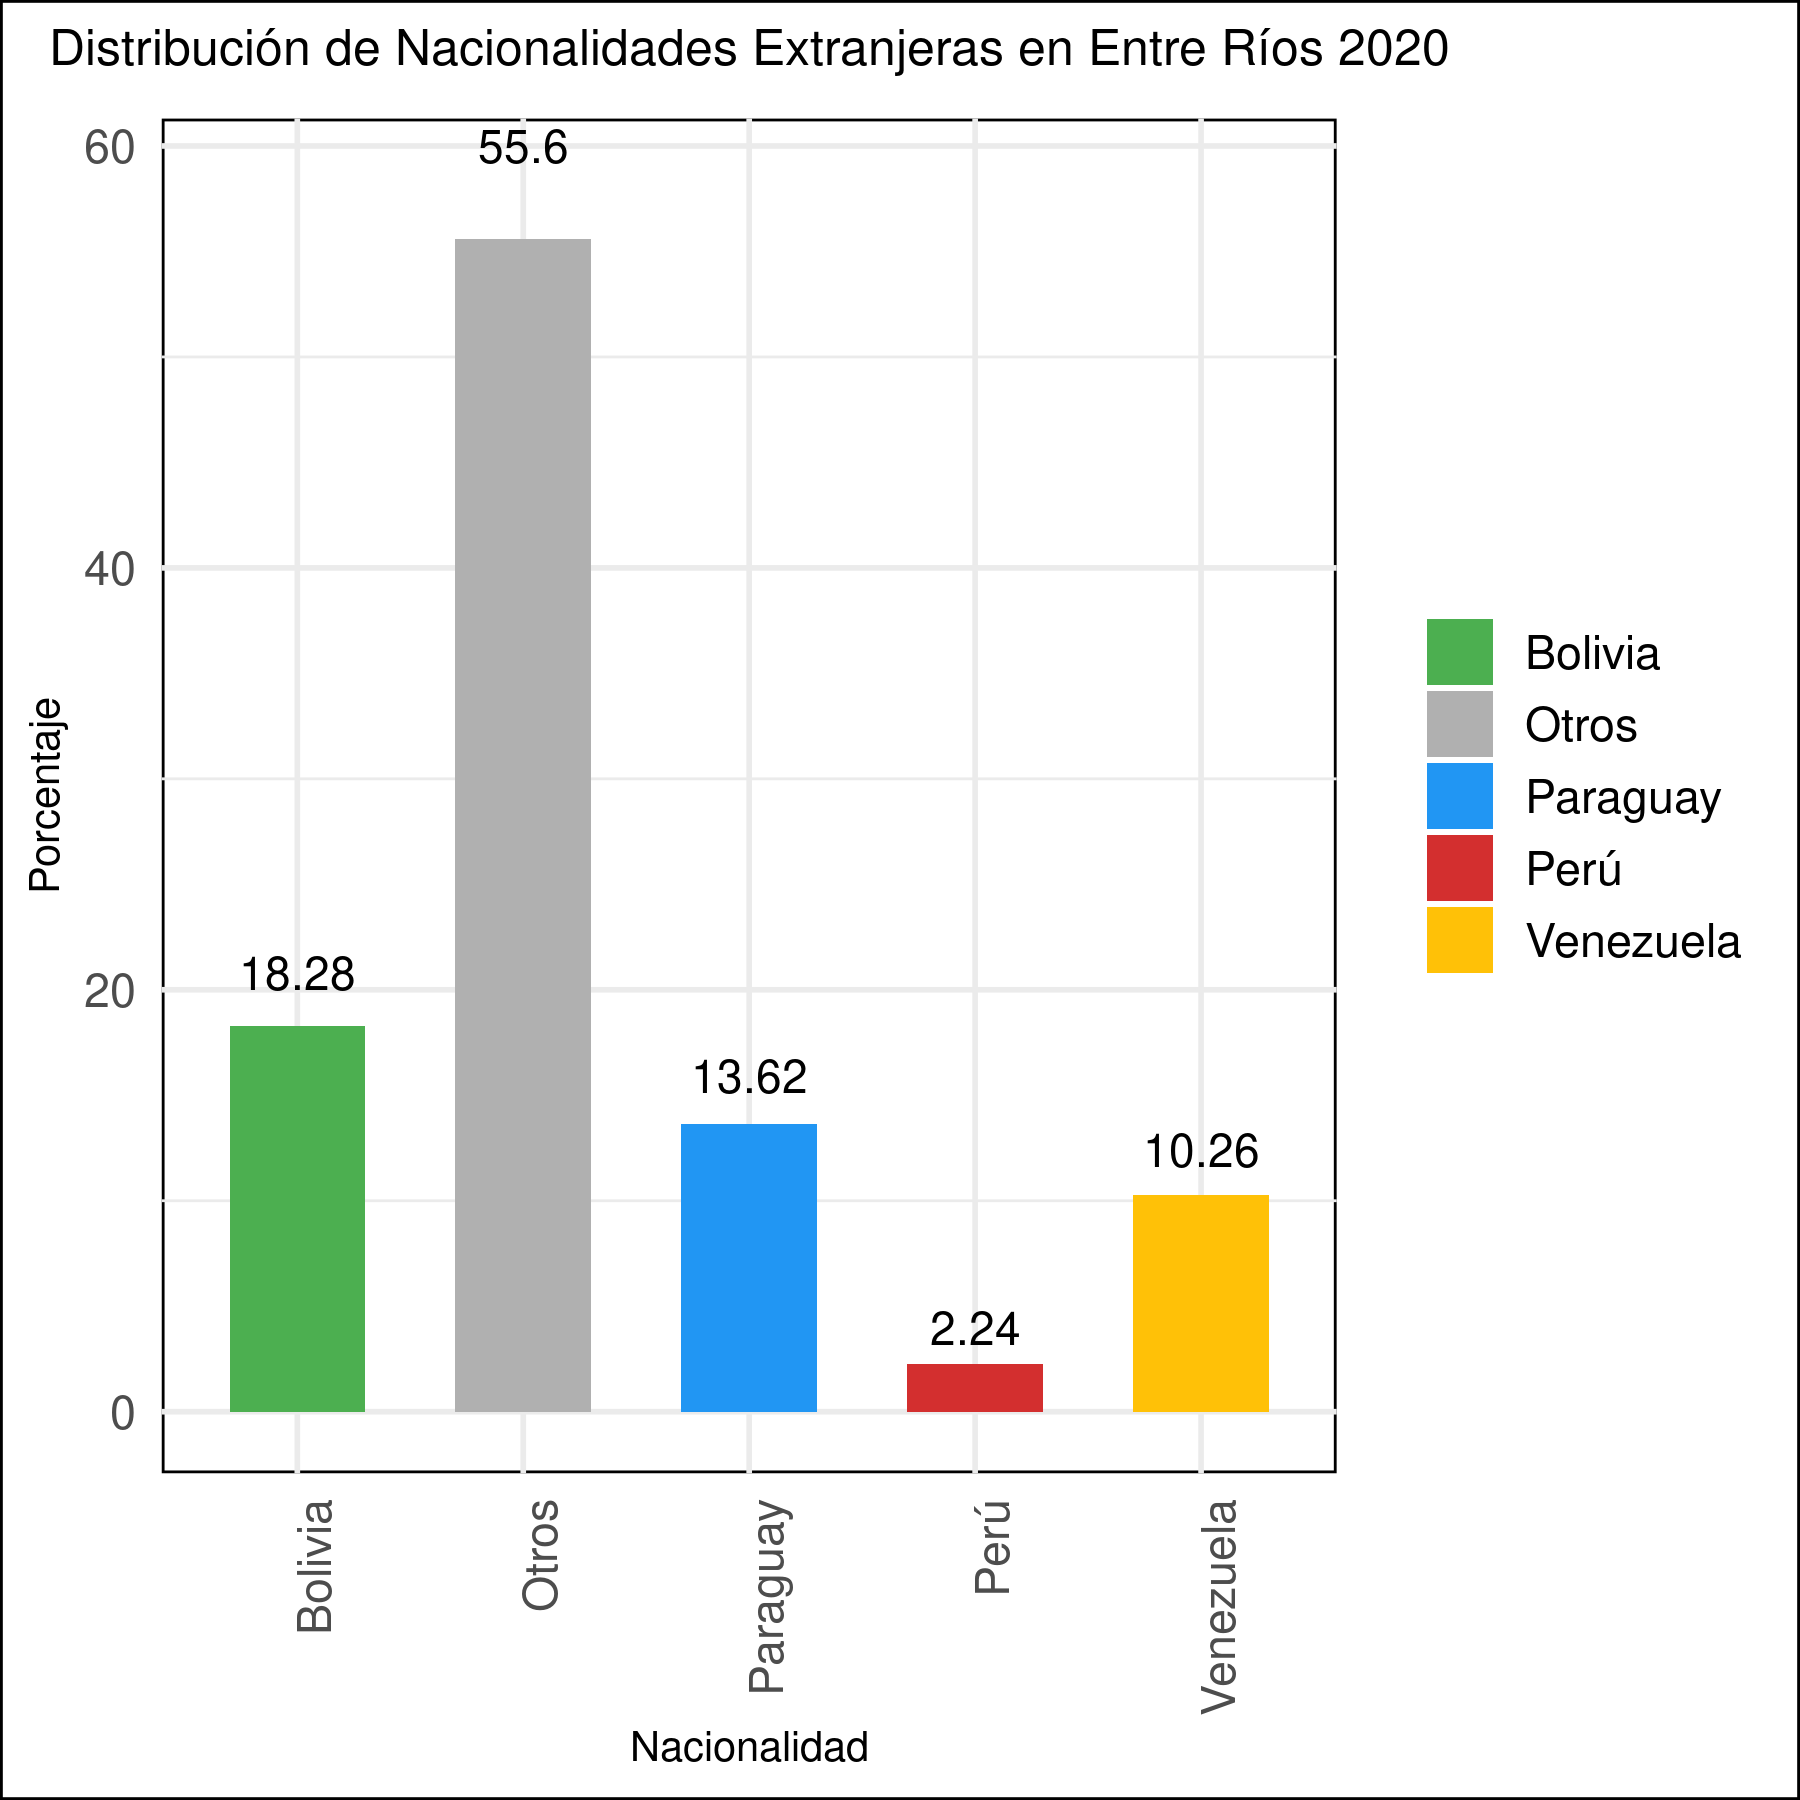 Distribución de Nacionalidades Extranjeras en Entre Ríos 2020
Porcentaje
60
40
20
0
18.28
55.6
13.62
2.24
10.26
Bolivia
Otros
Paraguay
Perú
Venezuela
Nacionalidad
Bolivia
Otros
Paraguay
Perú
Venezuela